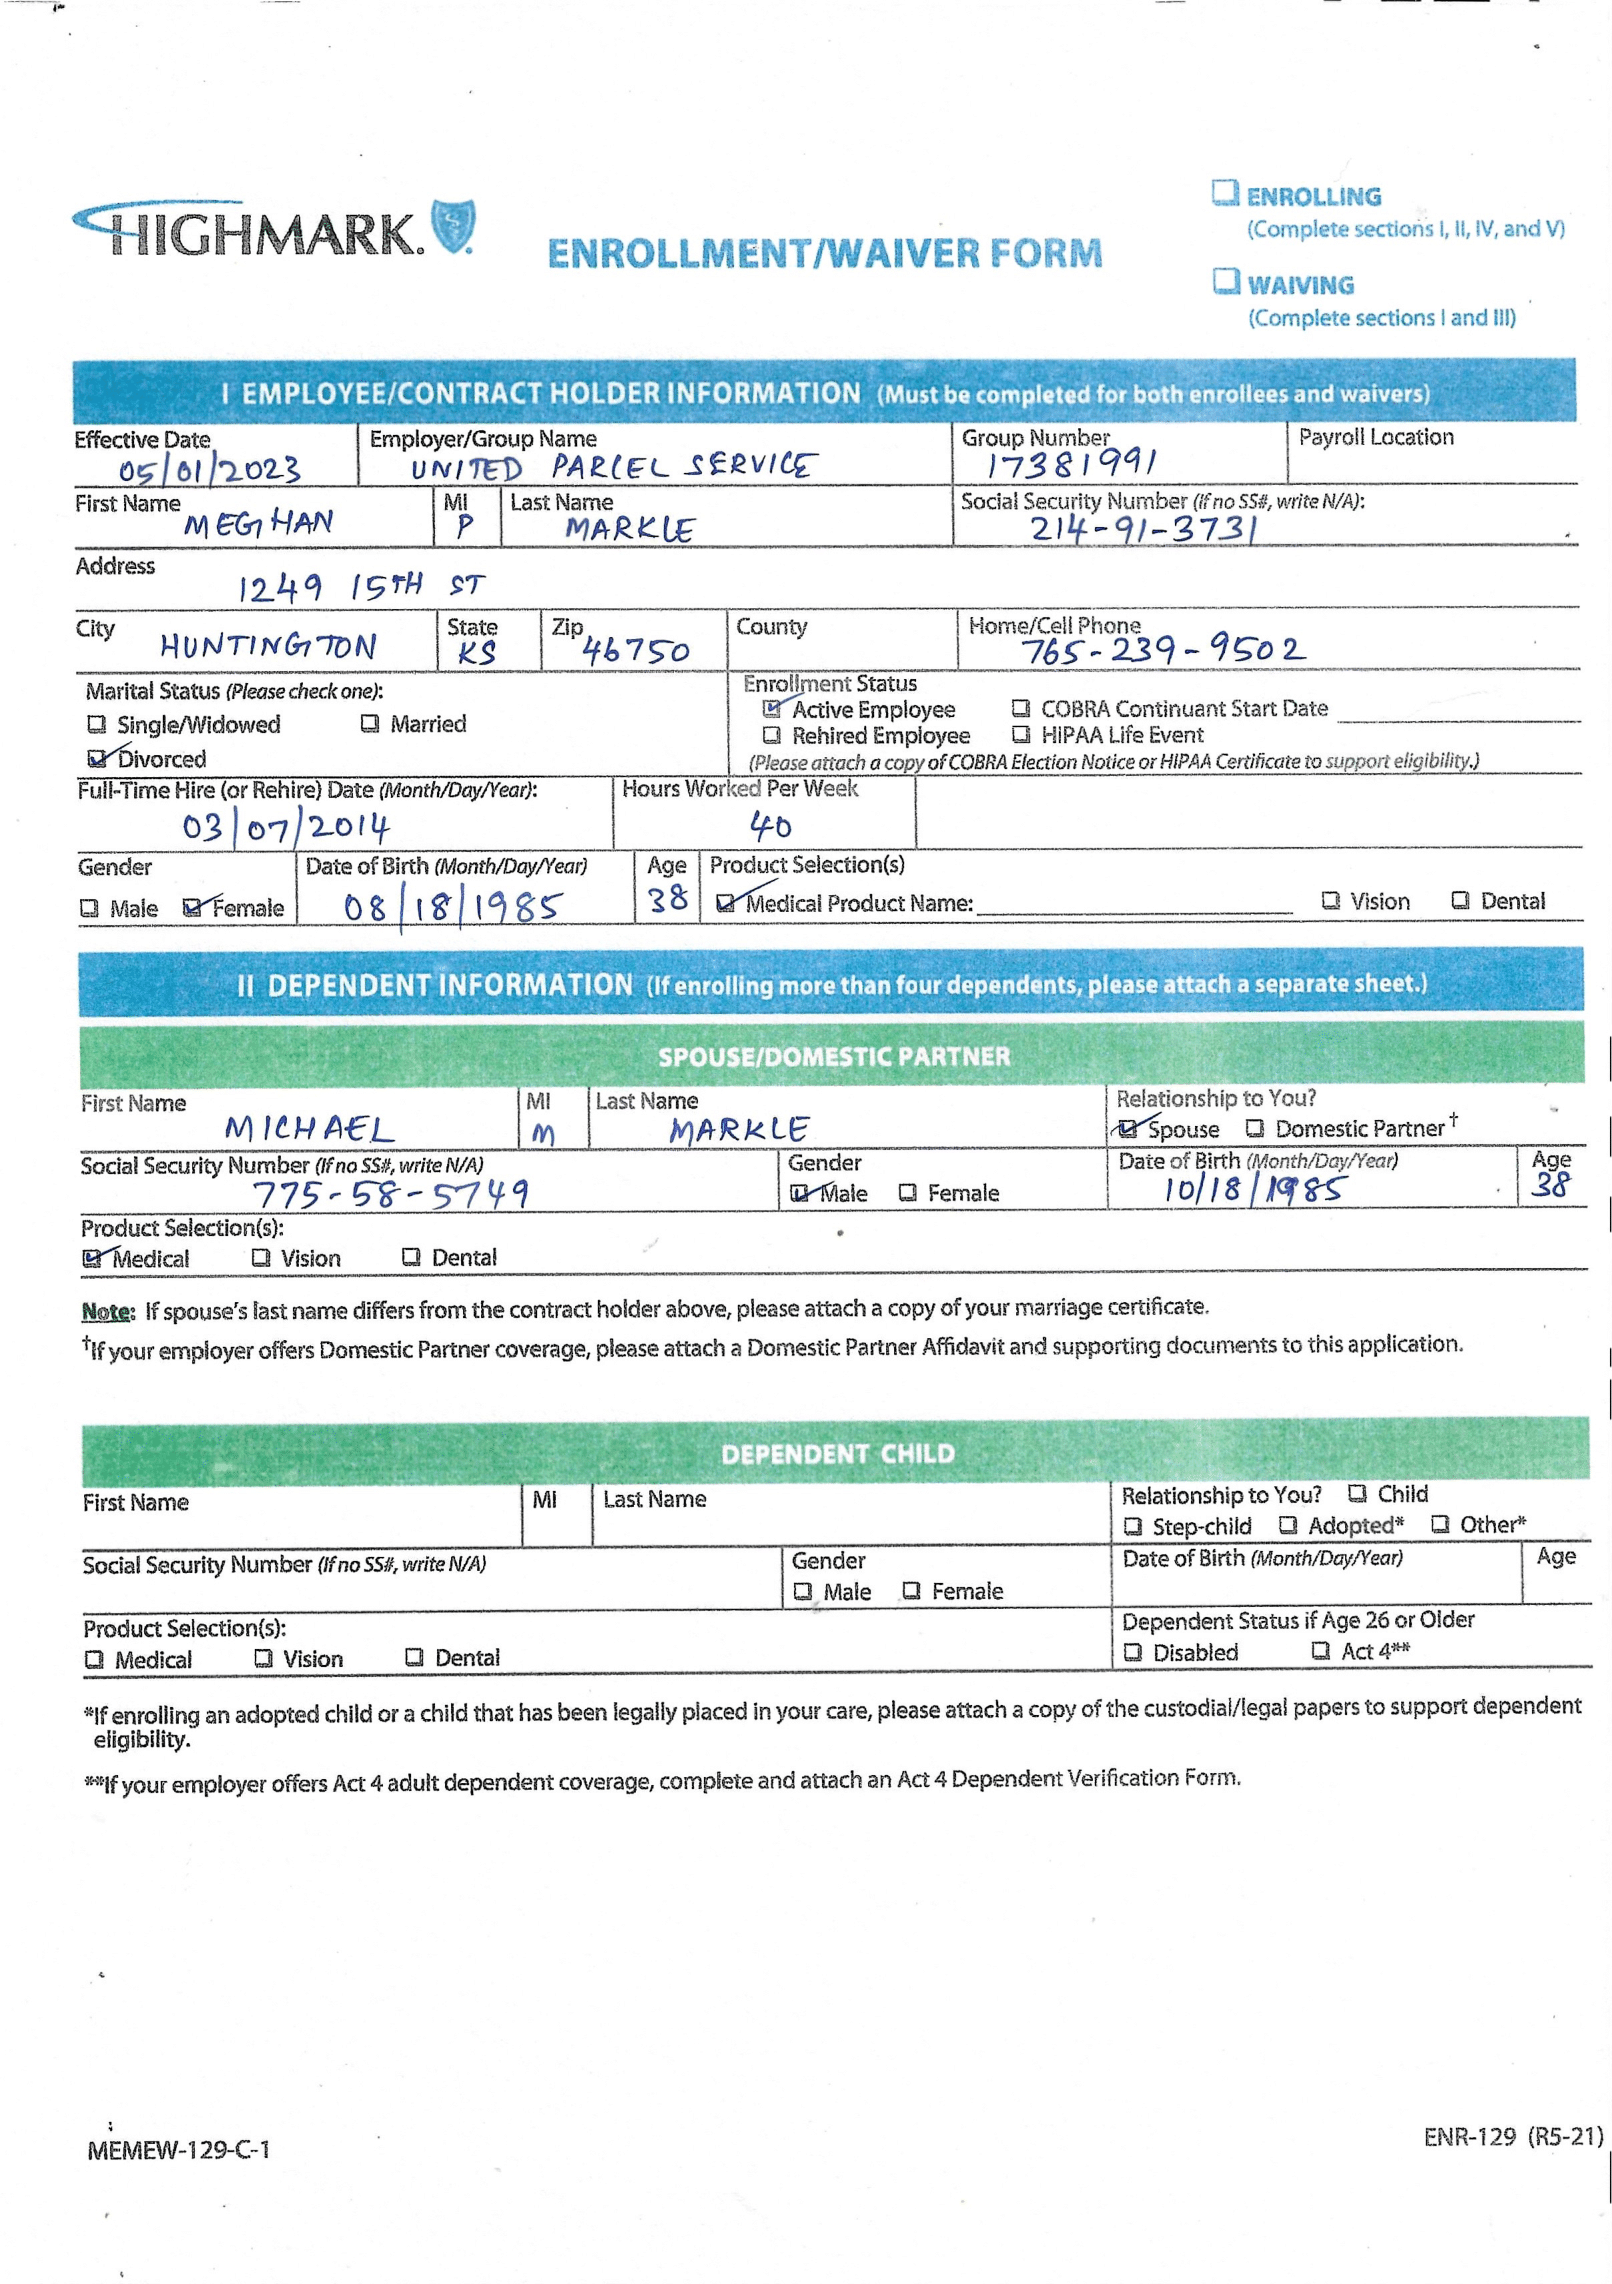 HIGHMARK.
ENROLLMENT/WAIVER FORM
ENROLLING
(Complete sections I, II, IV, and V)
WAIVING
(Complete sections I and III)
I EMPLOYEE/CONTRACT HOLDER INFORMATION (Must be completed for both enrollees and waivers)
Effective Date Employer/Group Name Group Number Payroll Location
05/01/2023 UNITED PARCEL SERVICE 17381991
First Name MI Last Name Social Security Number (if no SS#, write N/A):
MEGHAN P MARKLE 214-91-3731
Address
1249 15TH ST
City State Zip County Home/Cell Phone
HUNTINGTON KS 46750 765-239-9502
Marital Status (Please check one): Enrollment Status
Single/Widowed Married Active Employee COBRA Continuant Start Date
Divorced Rehired Employee HIPAA Life Event
(Please attach a copy of COBRA Election Notice or HIPAA Certificate to support eligibility.)
Full-Time Hire (or Rehire) Date (Month/Day/Year): Hours Worked Per Week
03/07/2014 40
Gender Date of Birth (Month/Day/Year) Age Product Selection(s)
Male Female 08/18/1985 38 Medical Product Name: Vision Dental
II DEPENDENT INFORMATION (If enrolling more than four dependents, please attach a separate sheet.)
SPOUSE/DOMESTIC PARTNER
First Name MI Last Name Relationship to You?
MICHAEL M MARKLE Spouse Domestic Partner†
Social Security Number (If no SS#, write N/A) Gender Date of Birth (Month/Day/Year) Age
775-58-5749 Male Female 10/18/1985 38
Product Selection(s):
Medical Vision Dental
Note: If spouse's last name differs from the contract holder above, please attach a copy of your marriage certificate.
†If your employer offers Domestic Partner coverage, please attach a Domestic Partner Affidavit and supporting documents to this application.
DEPENDENT CHILD
First Name MI Last Name Relationship to You? Child
Step-child Adopted* Other*
Social Security Number (If no SS#, write N/A) Gender Date of Birth (Month/Day/Year) Age
Male Female
Product Selection(s): Dependent Status if Age 26 or Older
Medical Vision Dental Disabled Act 4**
*If enrolling an adopted child or a child that has been legally placed in your care, please attach a copy of the custodial/legal papers to support dependent
eligibility.
**If your employer offers Act 4 adult dependent coverage, complete and attach an Act 4 Dependent Verification Form.
MEMEW-129-C-1 ENR-129 (R5-21)